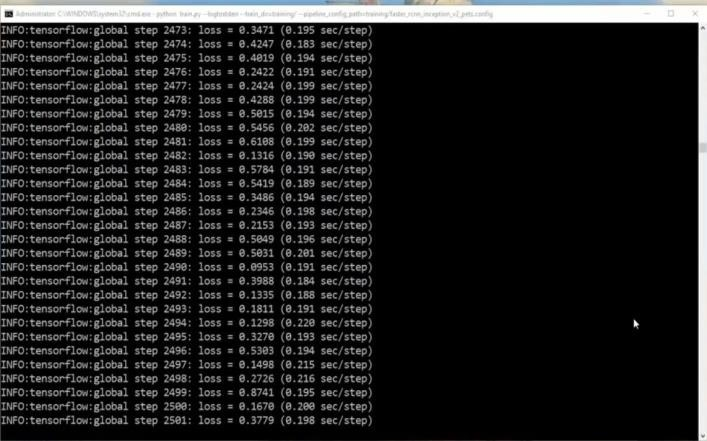 Administrator: C:\WINDOWS\system32\cmd.exe - python train.py --logtostderr --train_dir=training/ --pipeline_config_path=training/faster_rcnn_inception_v2_pets.config
INFO:tensorflow:global step 2473: loss = 0.3471 (0.195 sec/step)
INFO:tensorflow:global step 2474: loss = 0.4247 (0.183 sec/step)
INFO:tensorflow:global step 2475: loss = 0.4019 (0.194 sec/step)
INFO:tensorflow:global step 2476: loss = 0.2422 (0.191 sec/step)
INFO:tensorflow:global step 2477: loss = 0.2424 (0.199 sec/step)
INFO:tensorflow:global step 2478: loss = 0.4288 (0.199 sec/step)
INFO:tensorflow:global step 2479: loss = 0.5015 (0.194 sec/step)
INFO:tensorflow:global step 2480: loss = 0.5456 (0.202 sec/step)
INFO:tensorflow:global step 2481: loss = 0.6108 (0.199 sec/step)
INFO:tensorflow:global step 2482: loss = 0.1316 (0.190 sec/step)
INFO:tensorflow:global step 2483: loss = 0.5784 (0.191 sec/step)
INFO:tensorflow:global step 2484: loss = 0.5419 (0.189 sec/step)
INFO:tensorflow:global step 2485: loss = 0.3486 (0.194 sec/step)
INFO:tensorflow:global step 2486: loss = 0.2346 (0.198 sec/step)
INFO:tensorflow:global step 2487: loss = 0.2153 (0.193 sec/step)
INFO:tensorflow:global step 2488: loss = 0.5049 (0.196 sec/step)
INFO:tensorflow:global step 2489: loss = 0.5031 (0.201 sec/step)
INFO:tensorflow:global step 2490: loss = 0.0953 (0.191 sec/step)
INFO:tensorflow:global step 2491: loss = 0.3988 (0.184 sec/step)
INFO:tensorflow:global step 2492: loss = 0.1335 (0.188 sec/step)
INFO:tensorflow:global step 2493: loss = 0.1811 (0.191 sec/step)
INFO:tensorflow:global step 2494: loss = 0.1298 (0.220 sec/step)
INFO:tensorflow:global step 2495: loss = 0.3270 (0.193 sec/step)
INFO:tensorflow:global step 2496: loss = 0.5303 (0.194 sec/step)
INFO:tensorflow:global step 2497: loss = 0.1498 (0.215 sec/step)
INFO:tensorflow:global step 2498: loss = 0.2726 (0.216 sec/step)
INFO:tensorflow:global step 2499: loss = 0.8741 (0.195 sec/step)
INFO:tensorflow:global step 2500: loss = 0.1670 (0.200 sec/step)
INFO:tensorflow:global step 2501: loss = 0.3779 (0.198 sec/step)